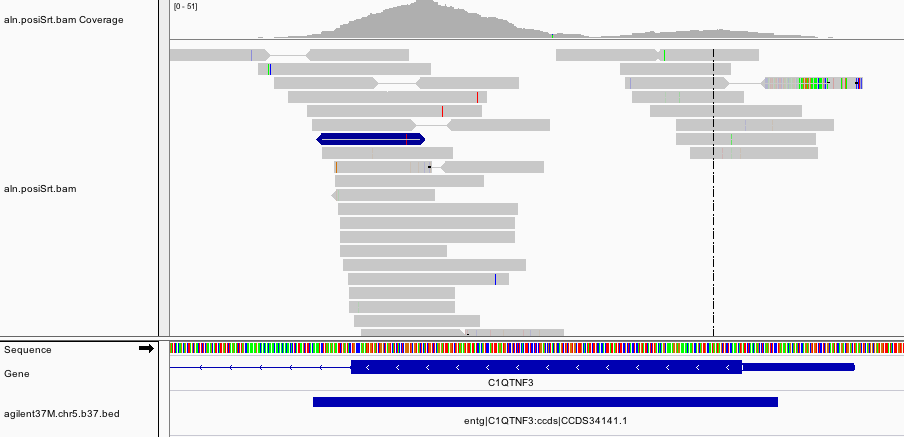 [0 - 51]
aln.posiSrt.bam Coverage
aln.posiSrt.bam
Sequence
Gene
C1QTNF3
agilent37M.chr5.b37.bed
entg|C1QTNF3:ccds|CCDS34141.1